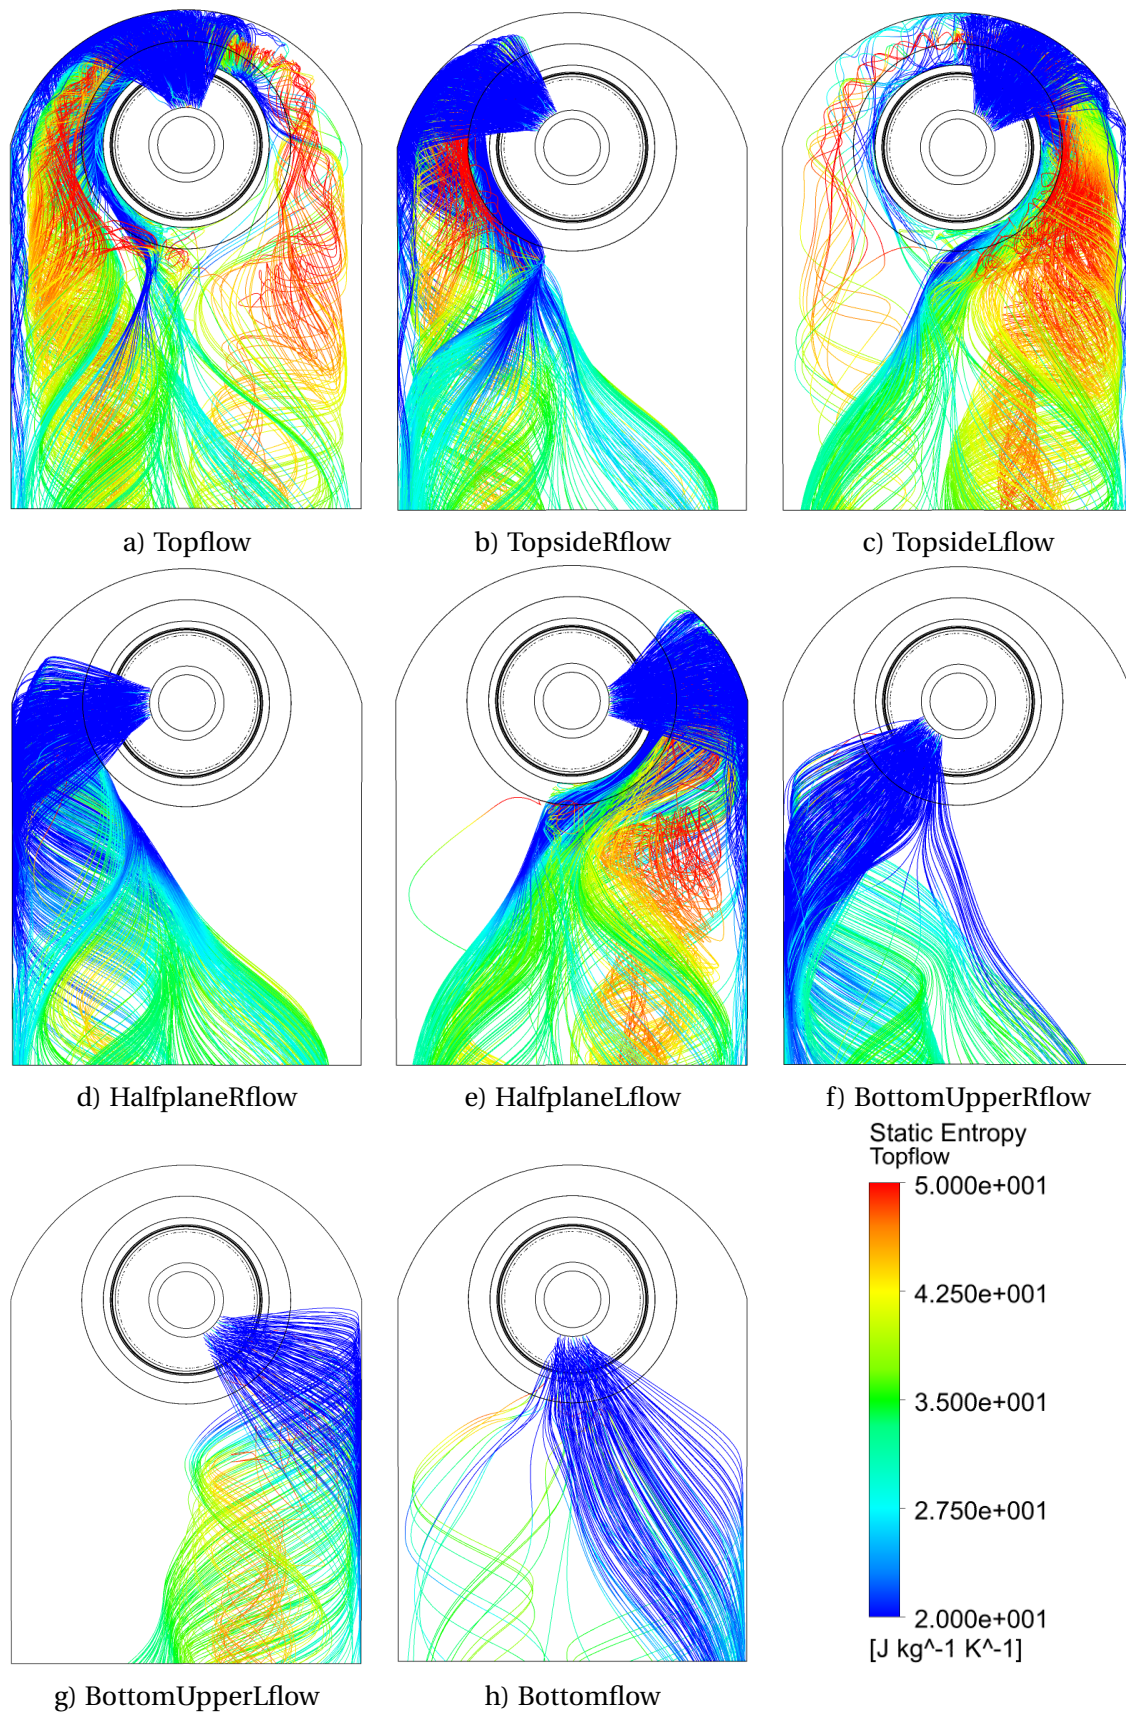 a) Topflow
b) TopsideRflow
c) TopsideLflow
d) HalfplaneRflow
e) HalfplaneLflow
f) BottomUpperRflow
Static Entropy
Topflow
5.000e+001
4.250e+001
3.500e+001
2.750e+001
2.000e+001
[J kg^-1 K^-1]
g) BottomUpperLflow
h) Bottomflow